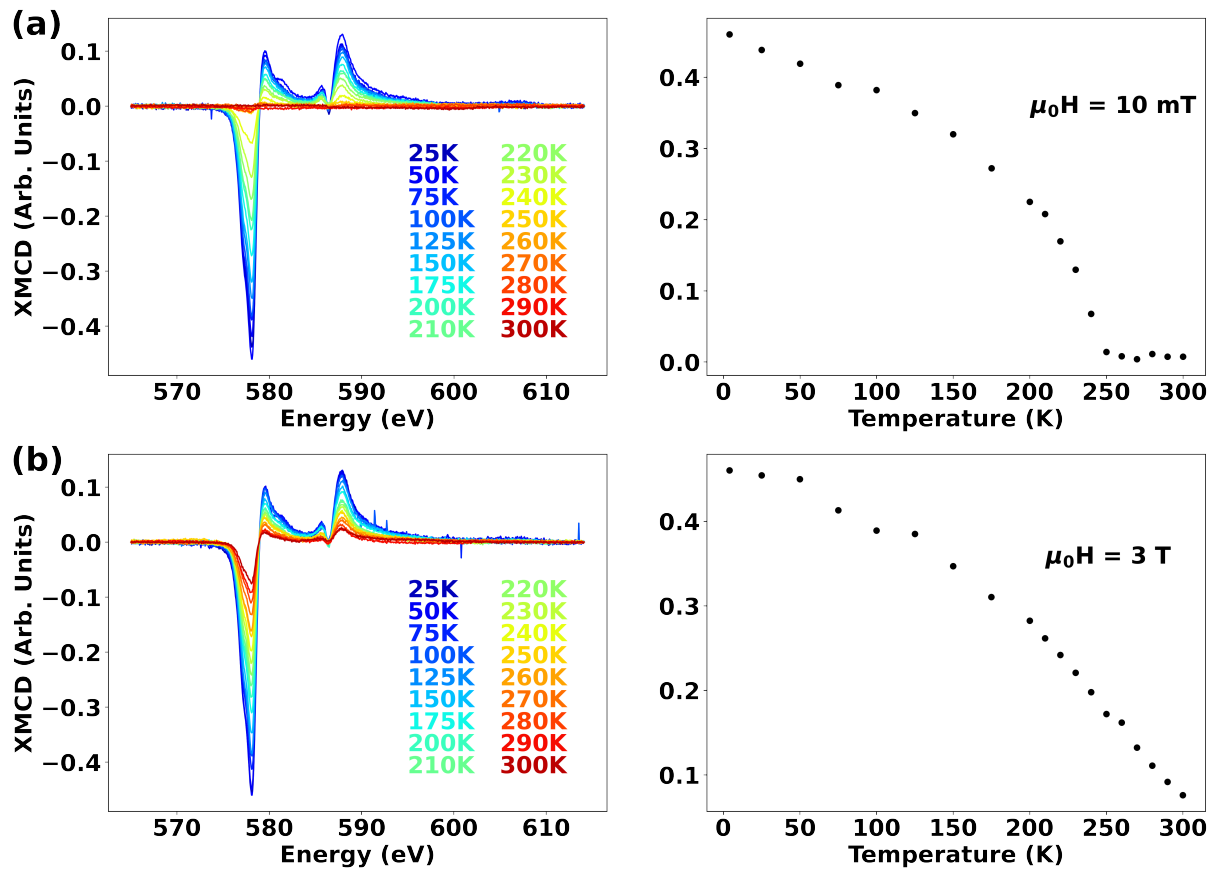 (a)
XMCD (Arb. Units)
0.1
0.0
−0.1
−0.2
−0.3
−0.4
25K 220K
50K 230K
75K 240K
100K 250K
125K 260K
150K 270K
175K 280K
200K 290K
210K 300K
570 580 590 600 610
Energy (eV)
0.4
0.3
0.2
0.1
0.0
μ₀H = 10 mT
0 50 100 150 200 250 300
Temperature (K)
(b)
XMCD (Arb. Units)
0.1
0.0
−0.1
−0.2
−0.3
−0.4
25K 220K
50K 230K
75K 240K
100K 250K
125K 260K
150K 270K
175K 280K
200K 290K
210K 300K
570 580 590 600 610
Energy (eV)
0.4
0.3
0.2
0.1
μ₀H = 3 T
0 50 100 150 200 250 300
Temperature (K)